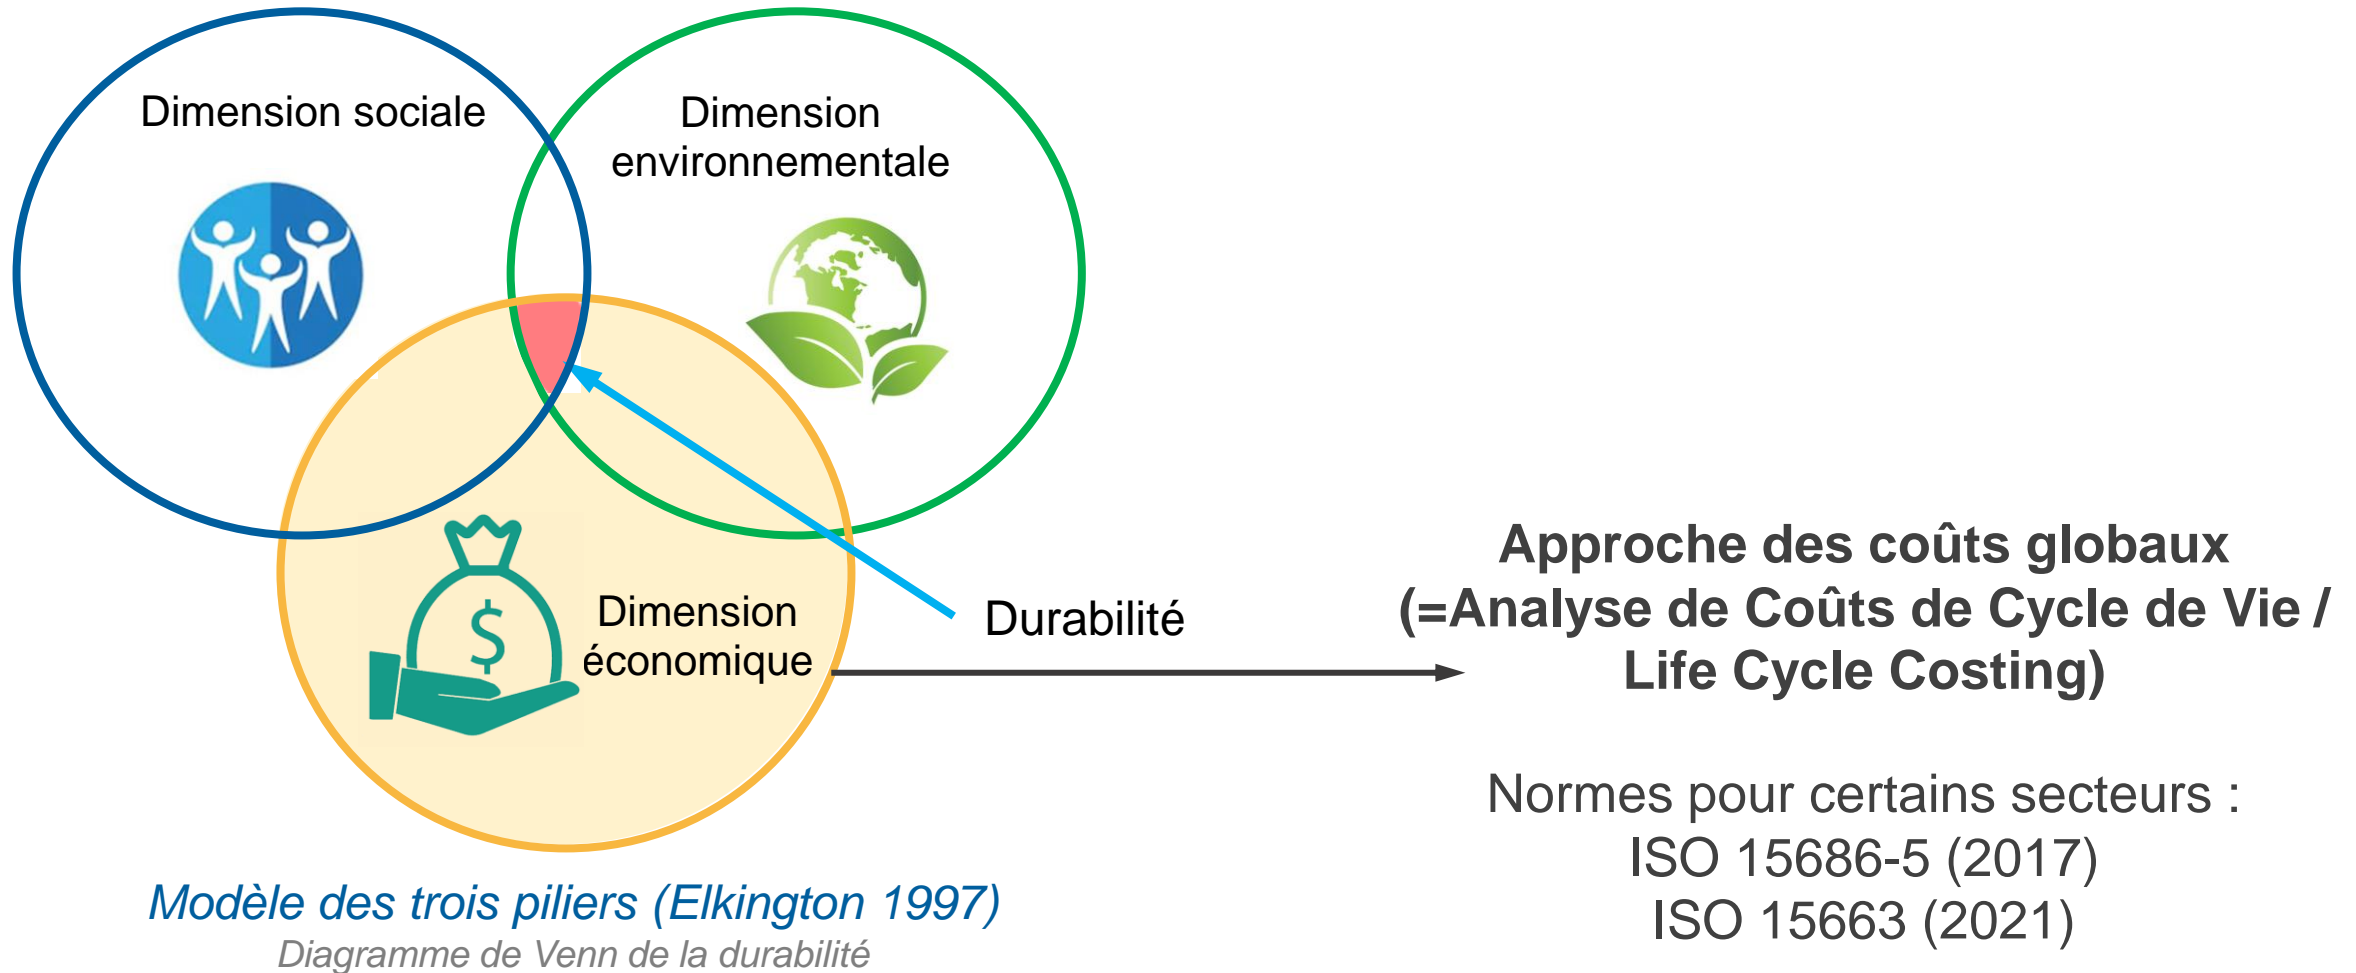 Dimension sociale
Dimension
environnementale
$
Dimension
économique
Durabilité
Modèle des trois piliers (Elkington 1997)
Diagramme de Venn de la durabilité
Approche des coûts globaux
(=Analyse de Coûts de Cycle de Vie /
Life Cycle Costing)
Normes pour certains secteurs :
ISO 15686-5 (2017)
ISO 15663 (2021)